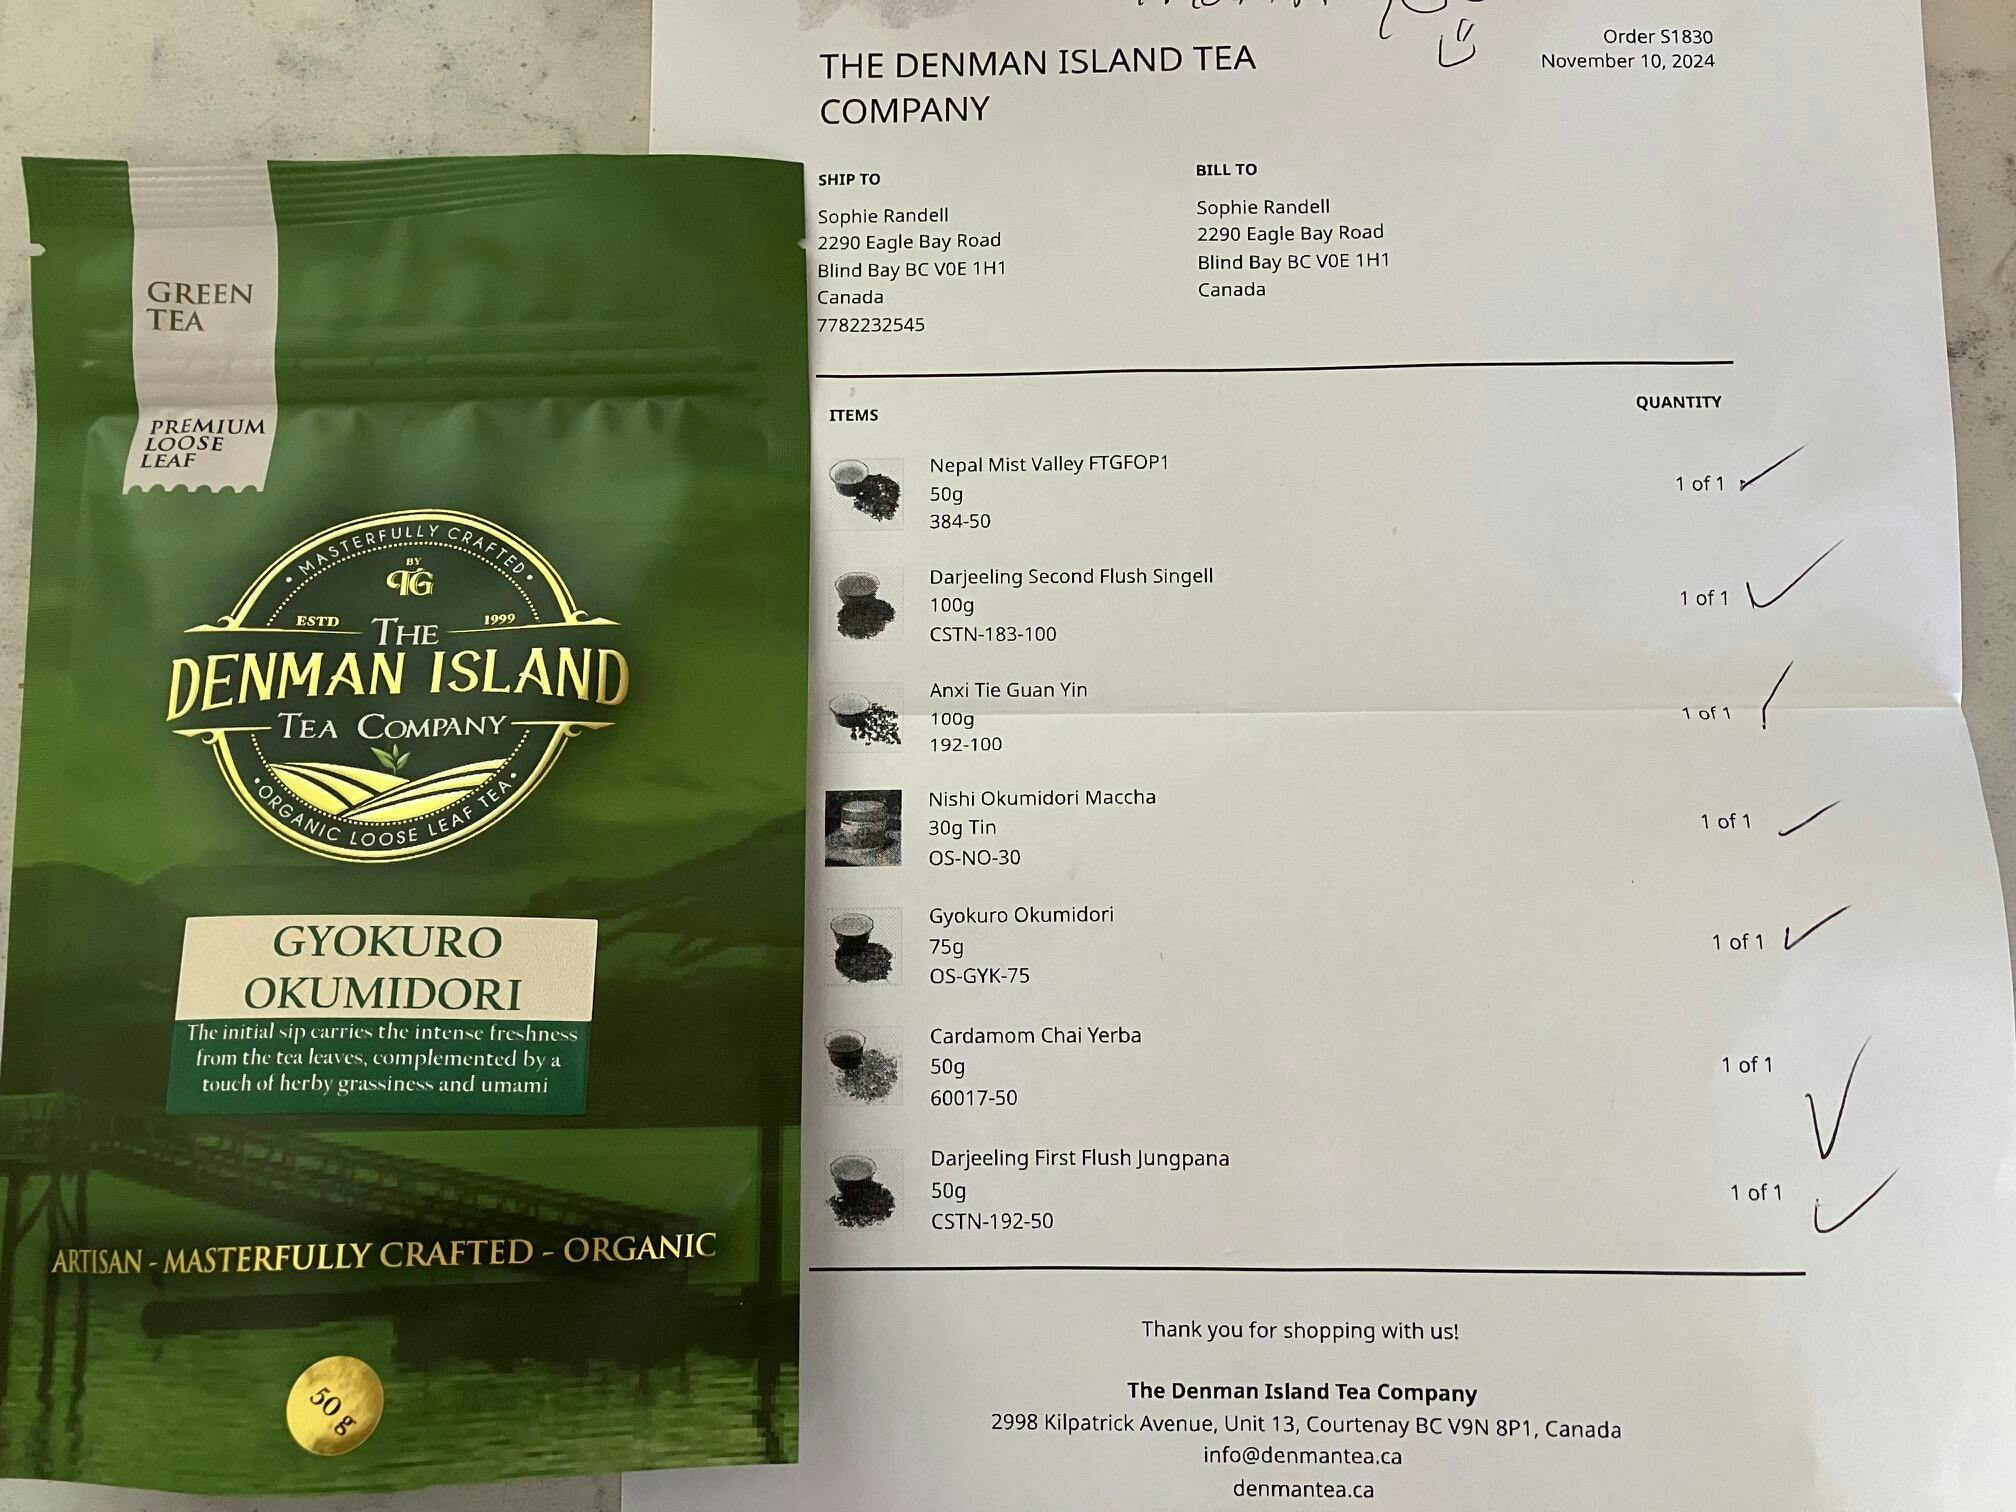 GREEN
TEA
PREMIUM
LOOSE
LEAF
MASTERFULLY CRAFTED
BY
TG
ESTD 1999
THE
DENMAN ISLAND
TEA COMPANY
ORGANIC LOOSE LEAF TEA
GYOKURO
OKUMIDORI
The initial sip carries the intense freshness
from the tea leaves, complemented by a
touch of herby grassiness and umami
ARTISAN - MASTERFULLY CRAFTED - ORGANIC
50 g
THE DENMAN ISLAND TEA
COMPANY
Order S1830
November 10, 2024
SHIP TO
Sophie Randell
2290 Eagle Bay Road
Blind Bay BC V0E 1H1
Canada
7782232545
BILL TO
Sophie Randell
2290 Eagle Bay Road
Blind Bay BC V0E 1H1
Canada
ITEMS QUANTITY
Nepal Mist Valley FTGFOP1
50g
384-50
1 of 1
Darjeeling Second Flush Singell
100g
CSTN-183-100
1 of 1
Anxi Tie Guan Yin
100g
192-100
1 of 1
Nishi Okumidori Maccha
30g Tin
OS-NO-30
1 of 1
Gyokuro Okumidori
75g
OS-GYK-75
1 of 1
Cardamom Chai Yerba
50g
60017-50
1 of 1
Darjeeling First Flush Jungpana
50g
CSTN-192-50
1 of 1
Thank you for shopping with us!
The Denman Island Tea Company
2998 Kilpatrick Avenue, Unit 13, Courtenay BC V9N 8P1, Canada
info@denmantea.ca
denmantea.ca